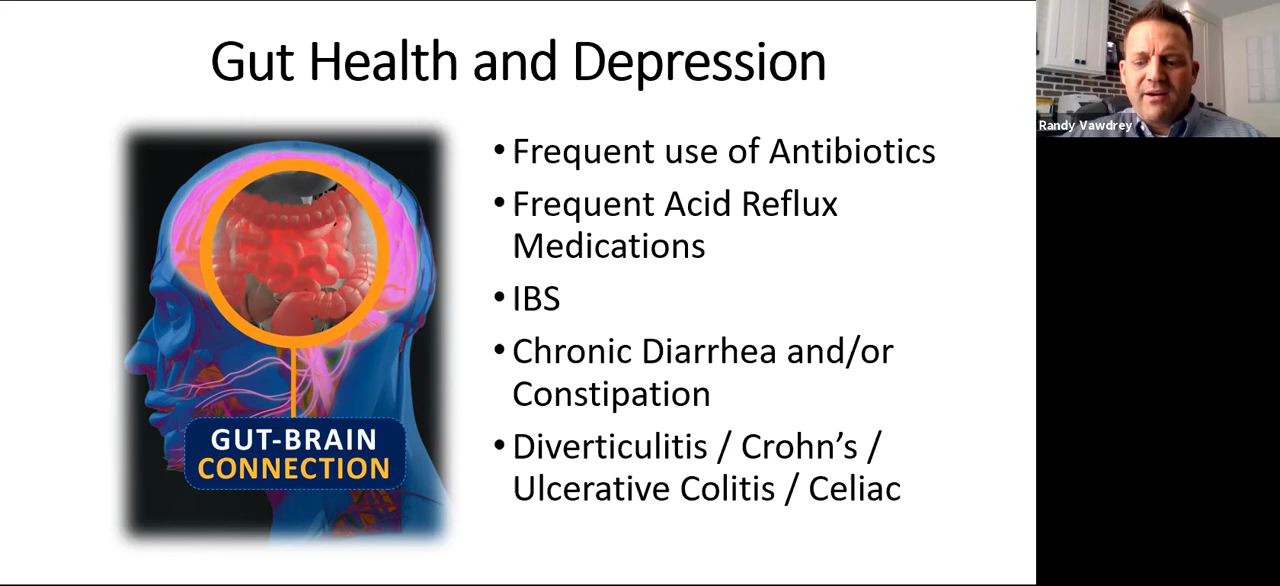 Gut Health and Depression
• Frequent use of Antibiotics
• Frequent Acid Reflux
Medications
• IBS
• Chronic Diarrhea and/or
Constipation
• Diverticulitis / Crohn’s /
Ulcerative Colitis / Celiac
GUT-BRAIN
CONNECTION
Randy Vawdrey